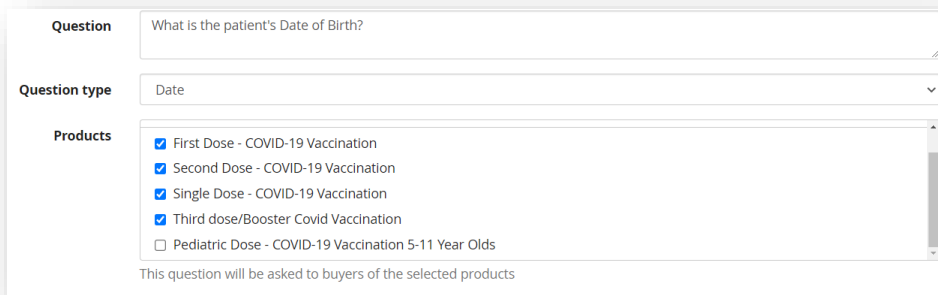 Question
What is the patient's Date of Birth?
Question type
Date
Products
First Dose - COVID-19 Vaccination
Second Dose - COVID-19 Vaccination
Single Dose - COVID-19 Vaccination
Third dose/Booster Covid Vaccination
Pediatric Dose - COVID-19 Vaccination 5-11 Year Olds
This question will be asked to buyers of the selected products